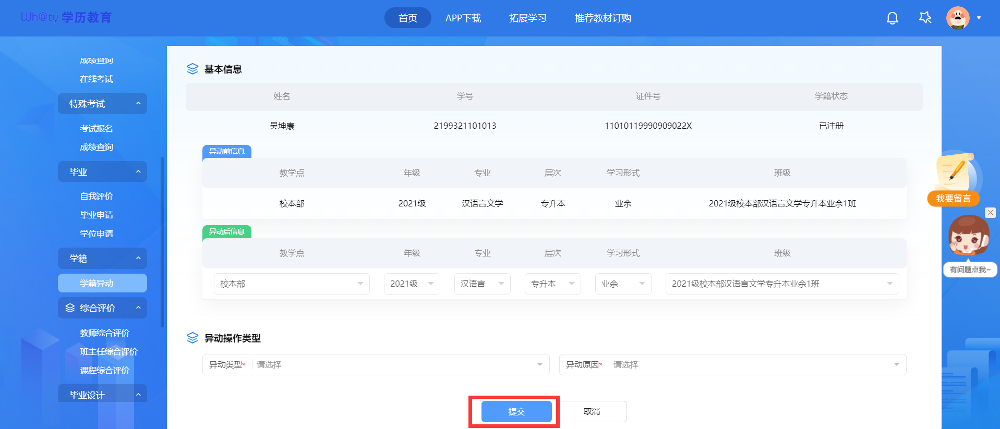 Wh@ty 学历教育
首页
APP下载
拓展学习
推荐教材订购
成绩查询
在线考试
特殊考试
考试报名
成绩查询
毕业
自我评价
毕业申请
学位申请
学籍
学籍异动
综合评价
教师综合评价
班主任综合评价
课程综合评价
毕业设计
基本信息
姓名 学号 证件号 学籍状态
吴坤康 2199321101013 11010119990909022X 已注册
异动前信息
教学点 年级 专业 层次 学习形式 班级
校本部 2021级 汉语言文学 专升本 业余 2021级校本部汉语言文学专升本业余1班
异动后信息
教学点 年级 专业 层次 学习形式 班级
校本部 2021级 汉语言 专升本 业余 2021级校本部汉语言文学专升本业余1班
异动操作类型
异动类型* 请选择
异动原因* 请选择
提交
取消
我要留言
有问题点我~